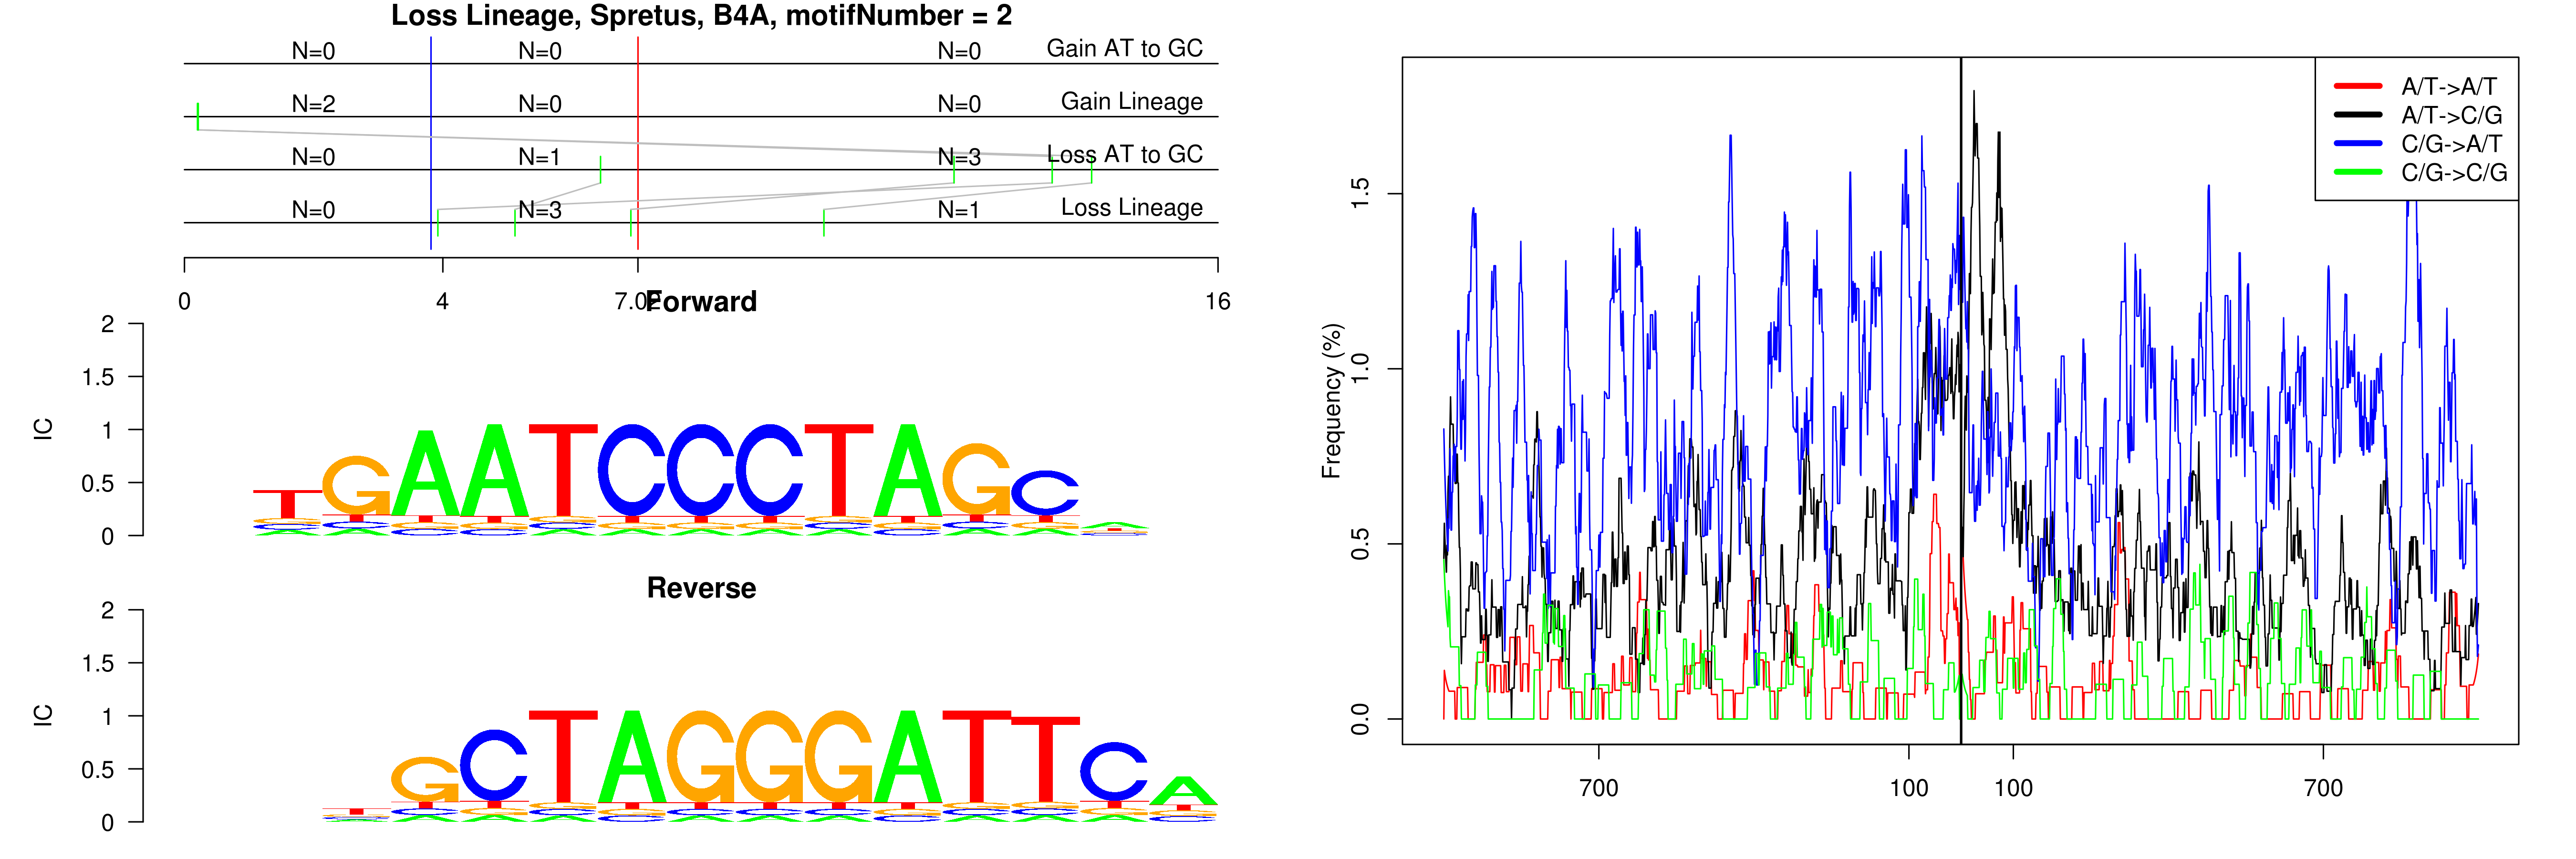 Loss Lineage, Spretus, B4A, motifNumber = 2
N=0 N=0 N=0 Gain AT to GC
N=2 N=0 N=0 Gain Lineage
N=0 N=1 N=3 Loss AT to GC
N=0 N=3 N=1 Loss Lineage
0 4 7.02 16
Forward
2
1.5
1
0.5
0
IC
TGAATCCCTAGCA
Reverse
2
1.5
1
0.5
0
IC
TGCTAGGGATTCA
A/T->A/T
A/T->C/G
C/G->A/T
C/G->C/G
Frequency (%)
1.5
1.0
0.5
0.0
700 100 100 700